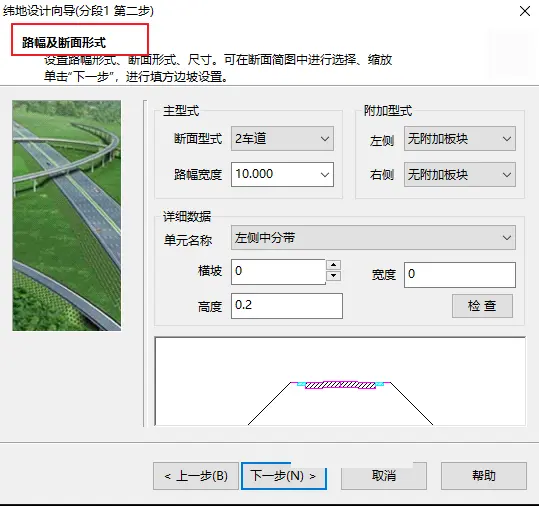 纬地设计向导(分段1 第二步)
路幅及断面形式
设置路幅形式、断面形式、尺寸。可在断面简图中进行选择、缩放
单击“下一步”，进行填方边坡设置。
主型式
断面型式 2车道
路幅宽度 10.000
附加型式
左侧 无附加板块
右侧 无附加板块
详细数据
单元名称 左侧中分带
横坡 0 宽度 0
高度 0.2 检 查
< 上一步(B) 下一步(N) > 取消 帮助